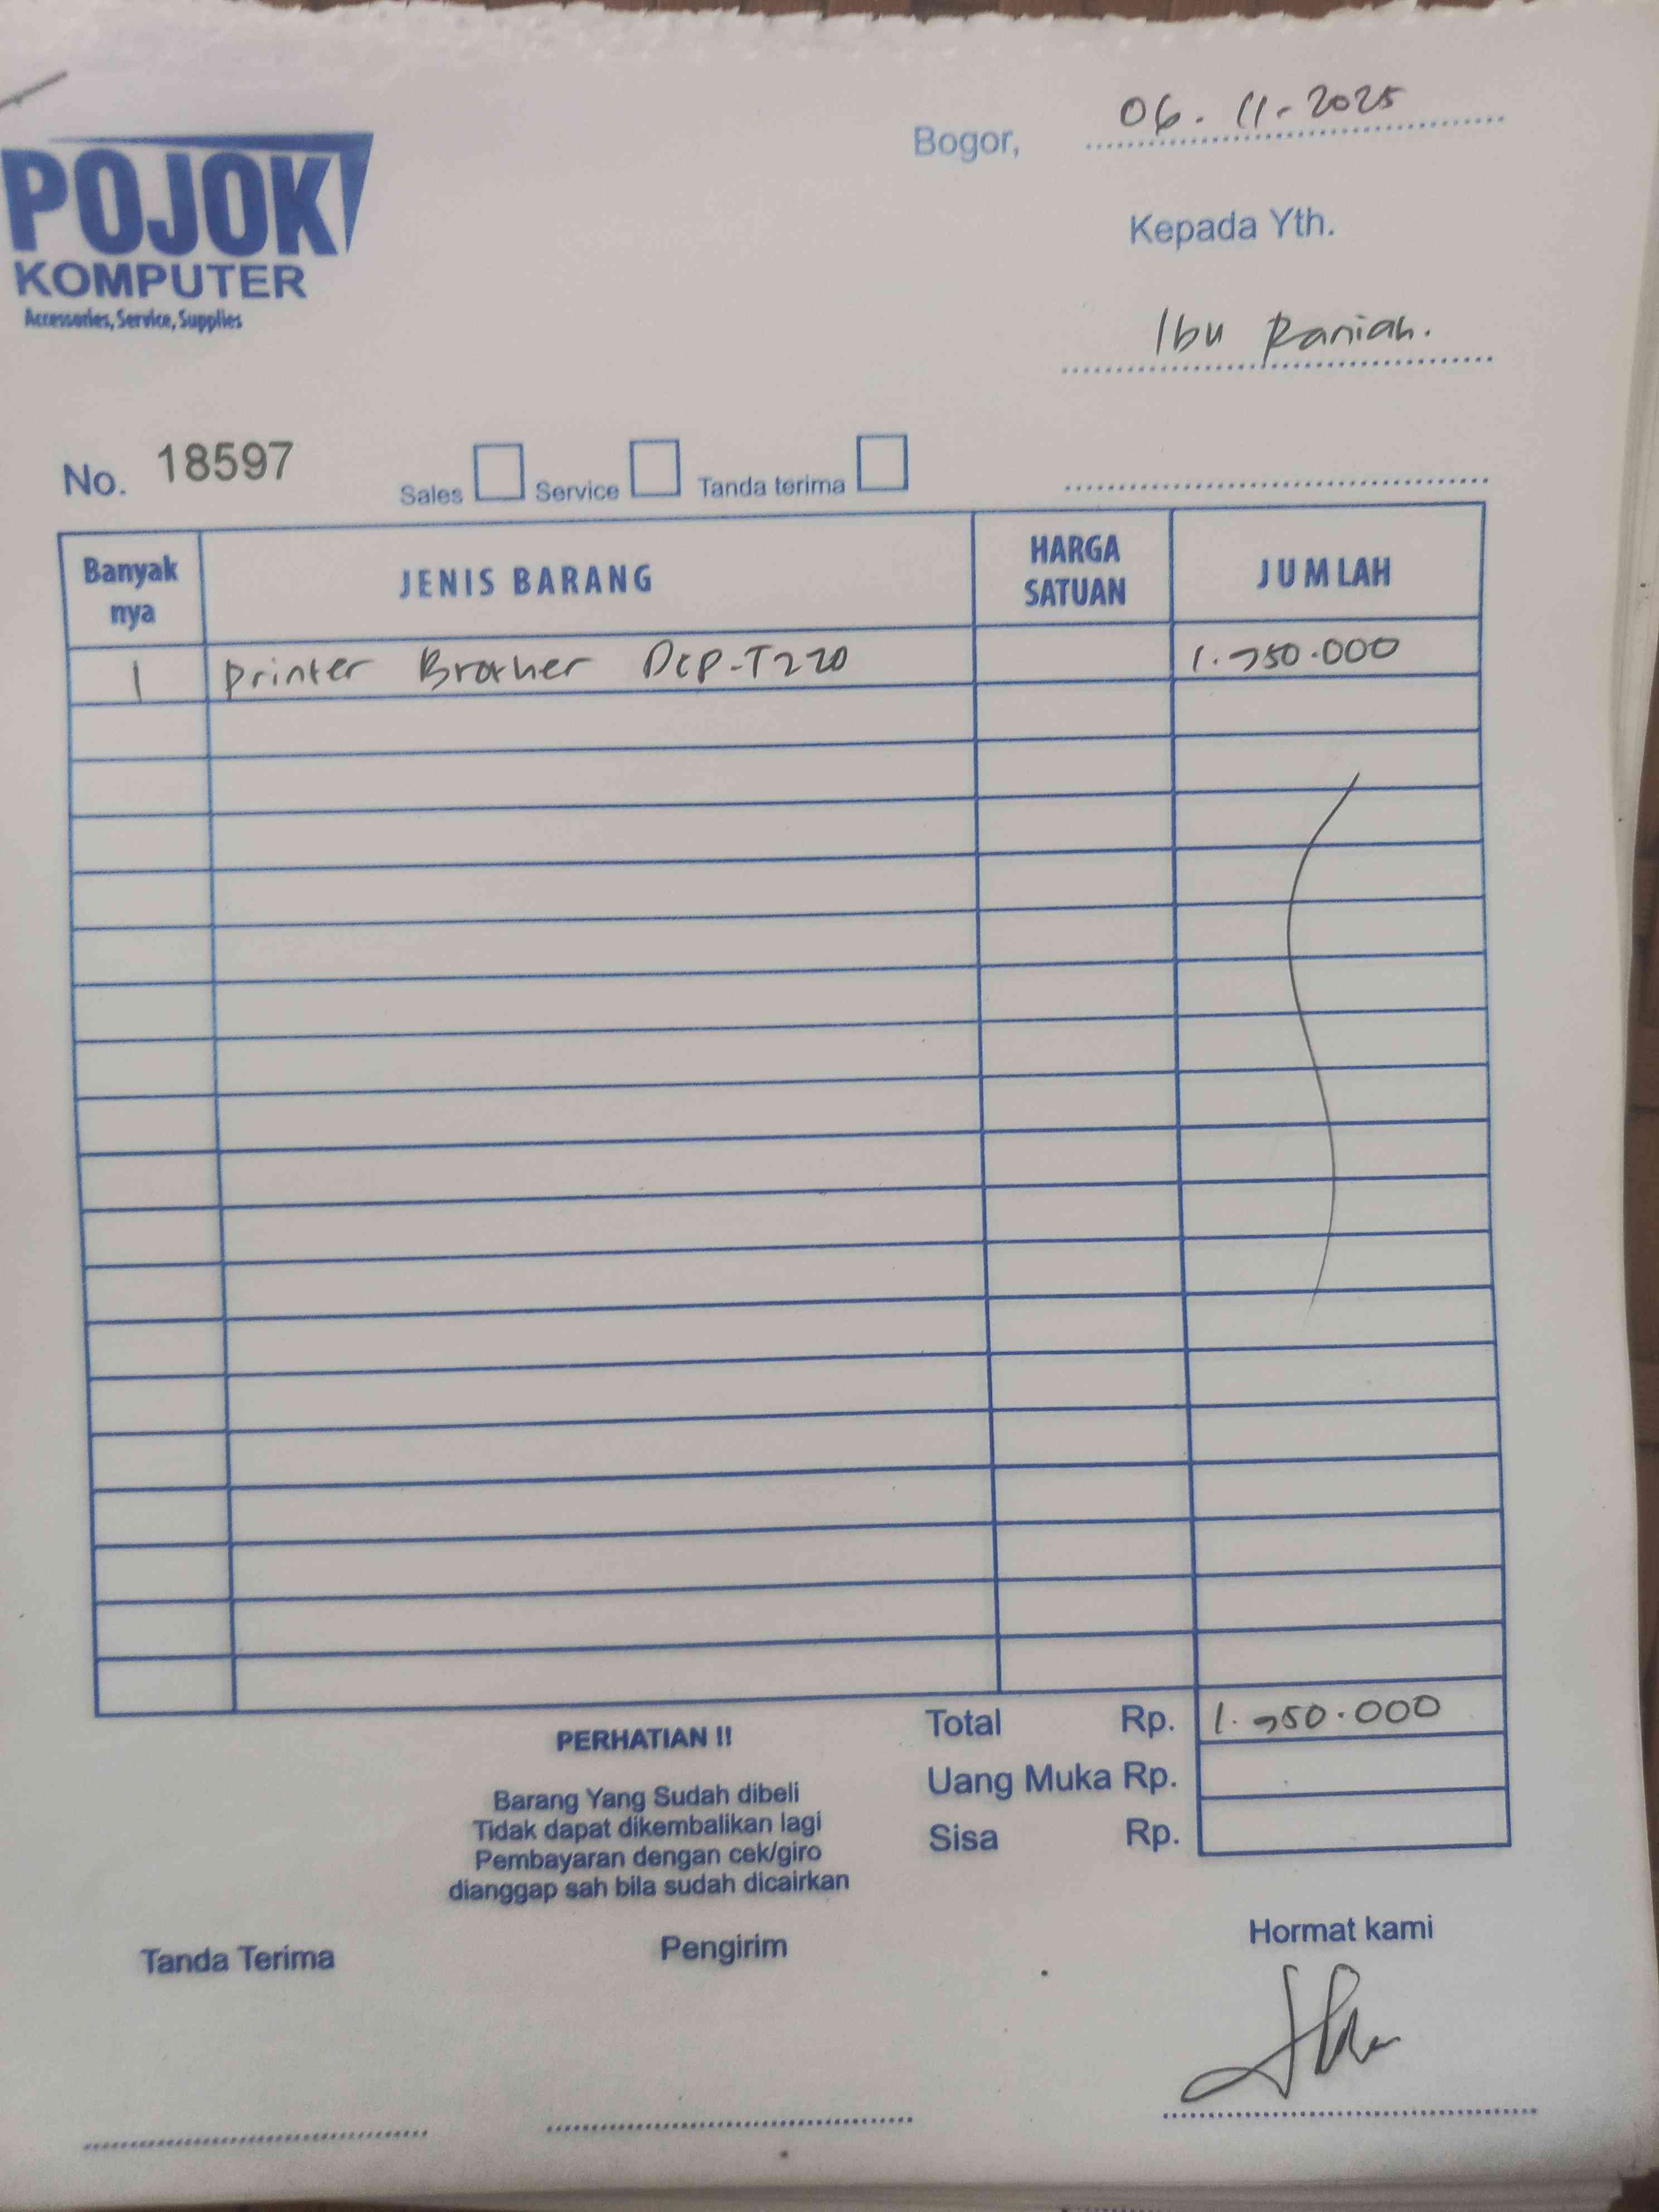 Bogor, 06-11-2025
POJOK
KOMPUTER
Accessories, Service, Supplies
Kepada Yth.
Ibu Raniah.
No. 18597 Sales Service Tanda terima
Banyak nya JENIS BARANG HARGA SATUAN JUMLAH
1 Printer Brother DCP-T220 1.750.000
Total Rp. 1.750.000
Uang Muka Rp.
Sisa Rp.
PERHATIAN !!
Barang Yang Sudah dibeli
Tidak dapat dikembalikan lagi
Pembayaran dengan cek/giro
dianggap sah bila sudah dicairkan
Tanda Terima Pengirim Hormat kami